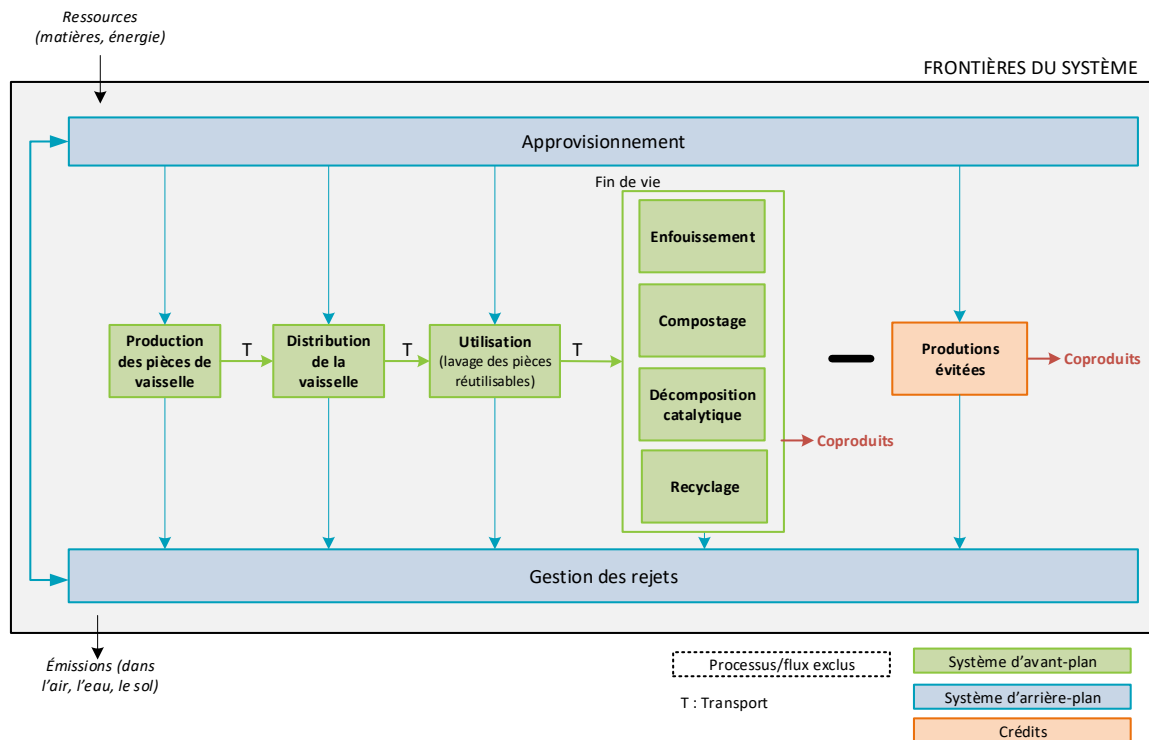 Ressources
(matières, énergie)
FRONTIÈRES DU SYSTÈME
Approvisionnement
Fin de vie
Enfouissement
Compostage
Production
des pièces de
vaisselle
T
Distribution
de la
vaisselle
T
Utilisation
(lavage des pièces
réutilisables)
T
Décomposition
catalytique
Recyclage
Coproduits
Produtions
évitées
Coproduits
Gestion des rejets
Émissions (dans
l'air, l'eau, le sol)
Processus/flux exclus
T : Transport
Système d'avant-plan
Système d'arrière-plan
Crédits